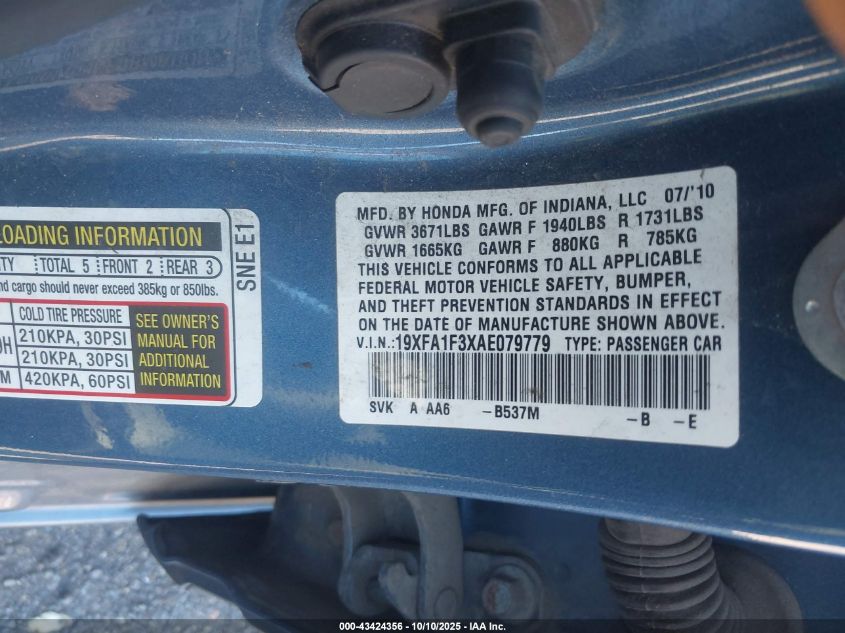 LOADING INFORMATION
TOTAL 5 FRONT 2 REAR 3
and cargo should never exceed 385kg or 850lbs.
COLD TIRE PRESSURE
210KPA, 30PSI
210KPA, 30PSI
420KPA, 60PSI
SEE OWNER'S
MANUAL FOR
ADDITIONAL
INFORMATION
SNE E1
MFD. BY HONDA MFG. OF INDIANA, LLC 07/'10
GVWR 3671LBS GAWR F 1940LBS R 1731LBS
GVWR 1665KG GAWR F 880KG R 785KG
THIS VEHICLE CONFORMS TO ALL APPLICABLE
FEDERAL MOTOR VEHICLE SAFETY, BUMPER,
AND THEFT PREVENTION STANDARDS IN EFFECT
ON THE DATE OF MANUFACTURE SHOWN ABOVE.
V.I.N.:19XFA1F3XAE079779 TYPE: PASSENGER CAR
SVK A AA6 -B537M -B -E
000-43424356 - 10/10/2025 - IAA Inc.